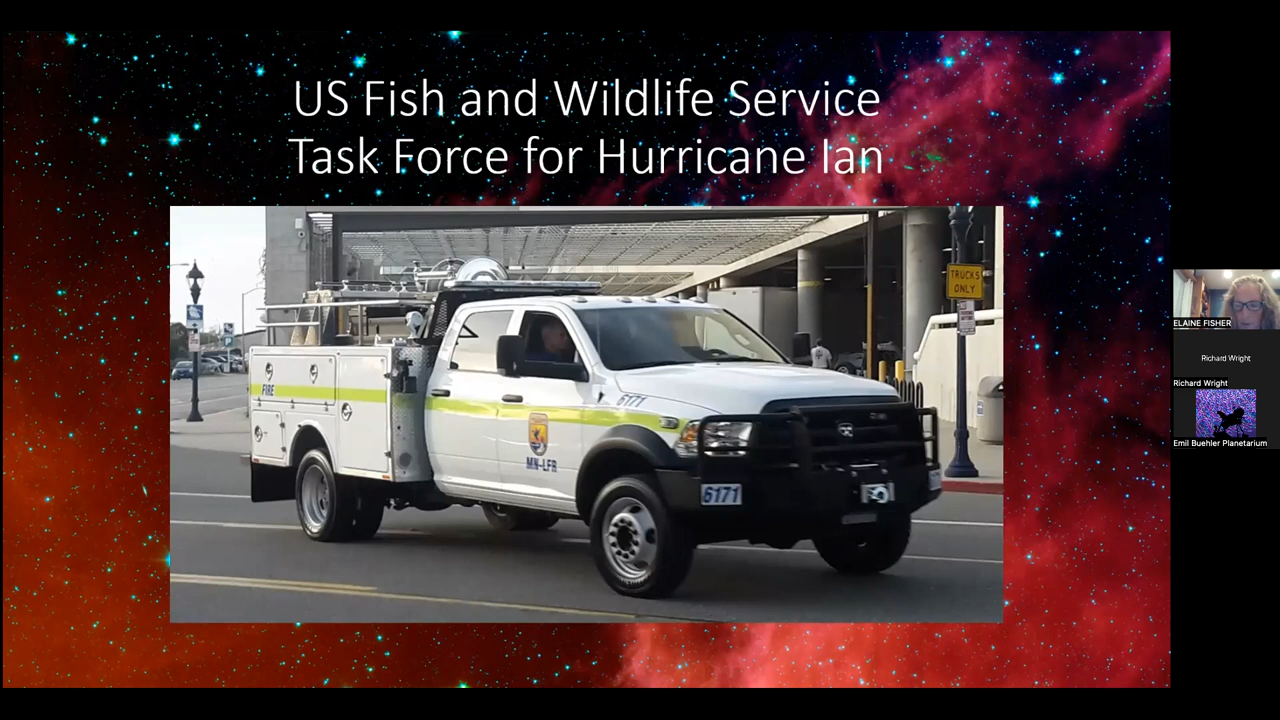 US Fish and Wildlife Service
Task Force for Hurricane Ian
TRUCKS
ONLY
FIRE
6171
MN-LFR
6171
ELAINE FISHER
Richard Wright
Richard Wright
Emil Buehler Planetarium